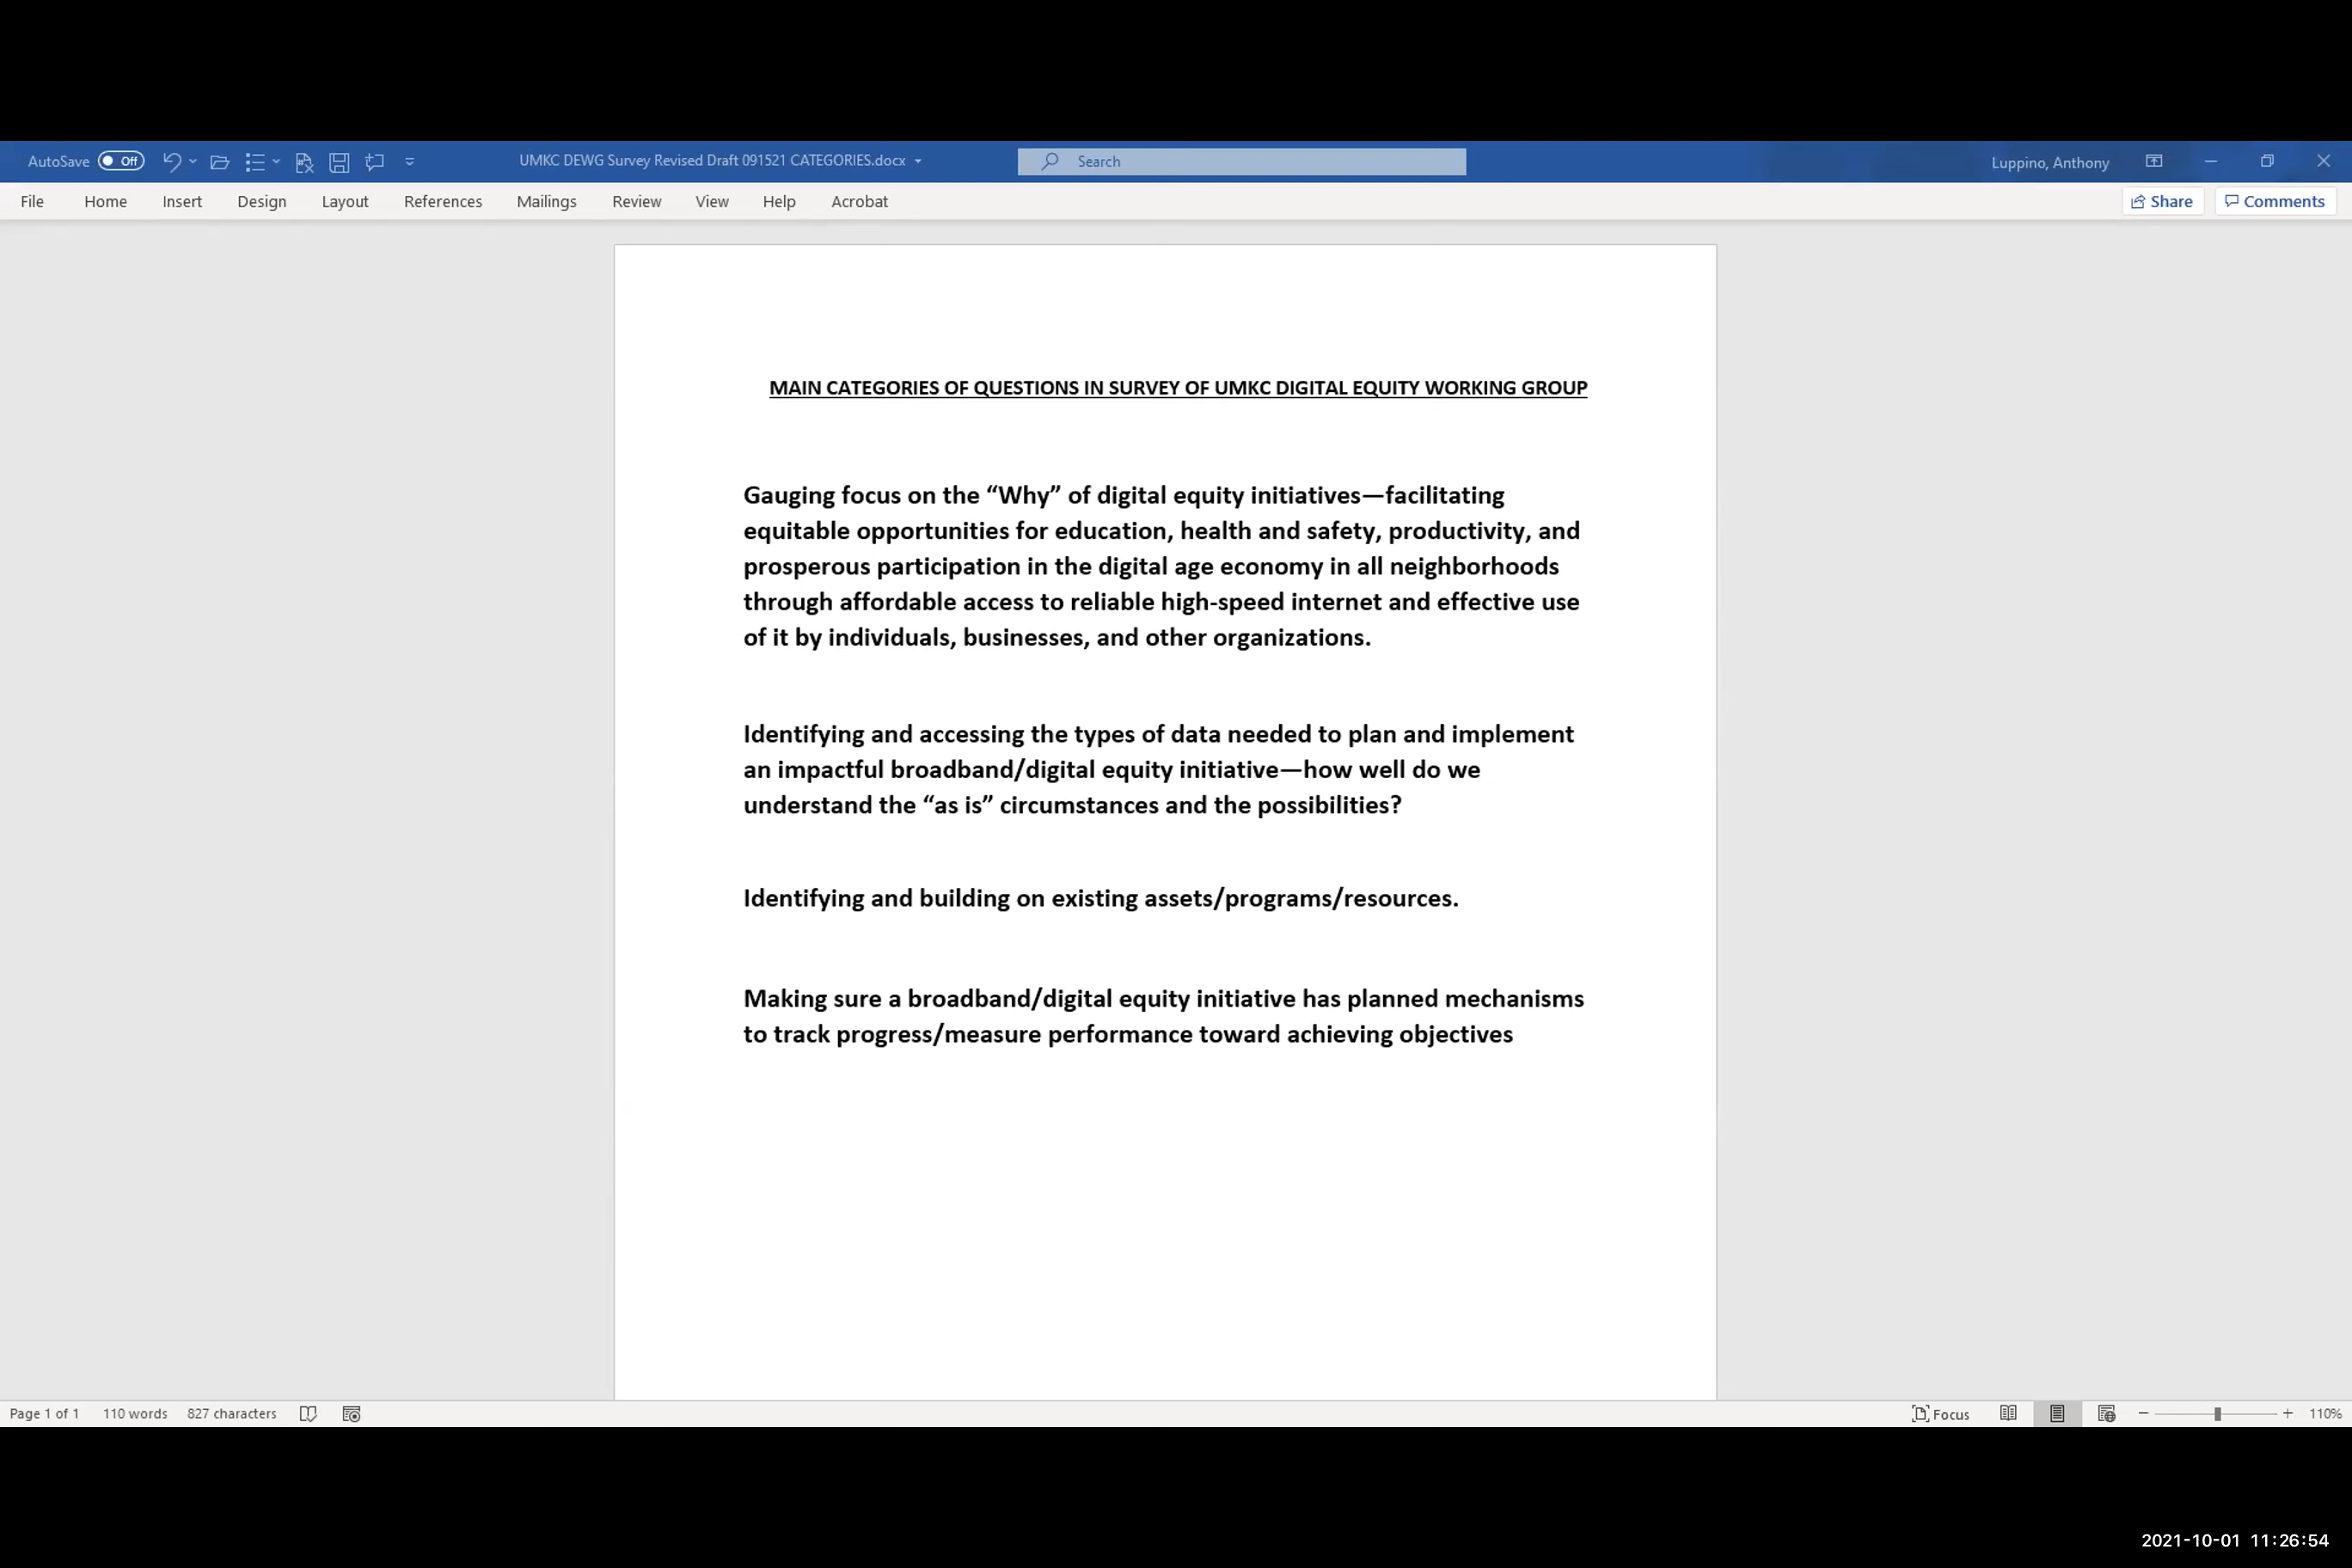 AutoSave Off UMKC DEWG Survey Revised Draft 091521 CATEGORIES.docx Search Luppino, Anthony
File Home Insert Design Layout References Mailings Review View Help Acrobat Share Comments
MAIN CATEGORIES OF QUESTIONS IN SURVEY OF UMKC DIGITAL EQUITY WORKING GROUP
Gauging focus on the “Why” of digital equity initiatives—facilitating
equitable opportunities for education, health and safety, productivity, and
prosperous participation in the digital age economy in all neighborhoods
through affordable access to reliable high-speed internet and effective use
of it by individuals, businesses, and other organizations.
Identifying and accessing the types of data needed to plan and implement
an impactful broadband/digital equity initiative—how well do we
understand the “as is” circumstances and the possibilities?
Identifying and building on existing assets/programs/resources.
Making sure a broadband/digital equity initiative has planned mechanisms
to track progress/measure performance toward achieving objectives
Page 1 of 1 110 words 827 characters Focus 110%
2021-10-01 11:26:54